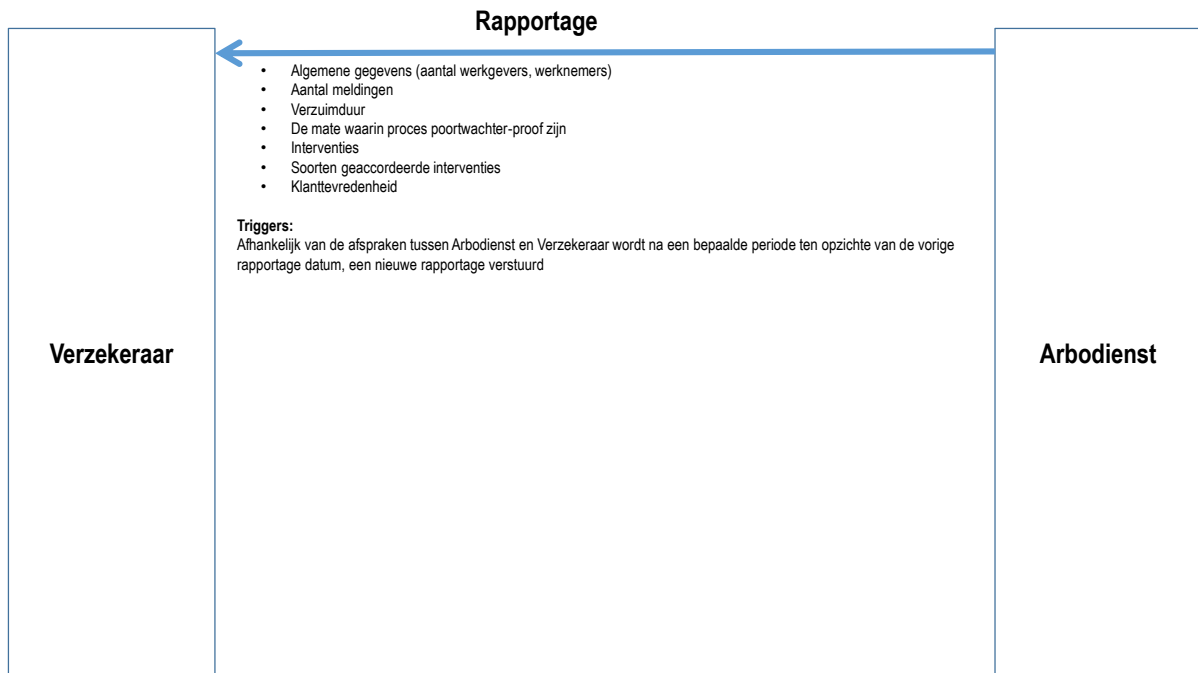 Rapportage
• Algemene gegevens (aantal werkgevers, werknemers)
• Aantal meldingen
• Verzuimduur
• De mate waarin proces poortwachter-proof zijn
• Interventies
• Soorten geaccordeerde interventies
• Klanttevredenheid
Triggers:
Afhankelijk van de afspraken tussen Arbodienst en Verzekeraar wordt na een bepaalde periode ten opzichte van de vorige
rapportage datum, een nieuwe rapportage verstuurd
Verzekeraar
Arbodienst